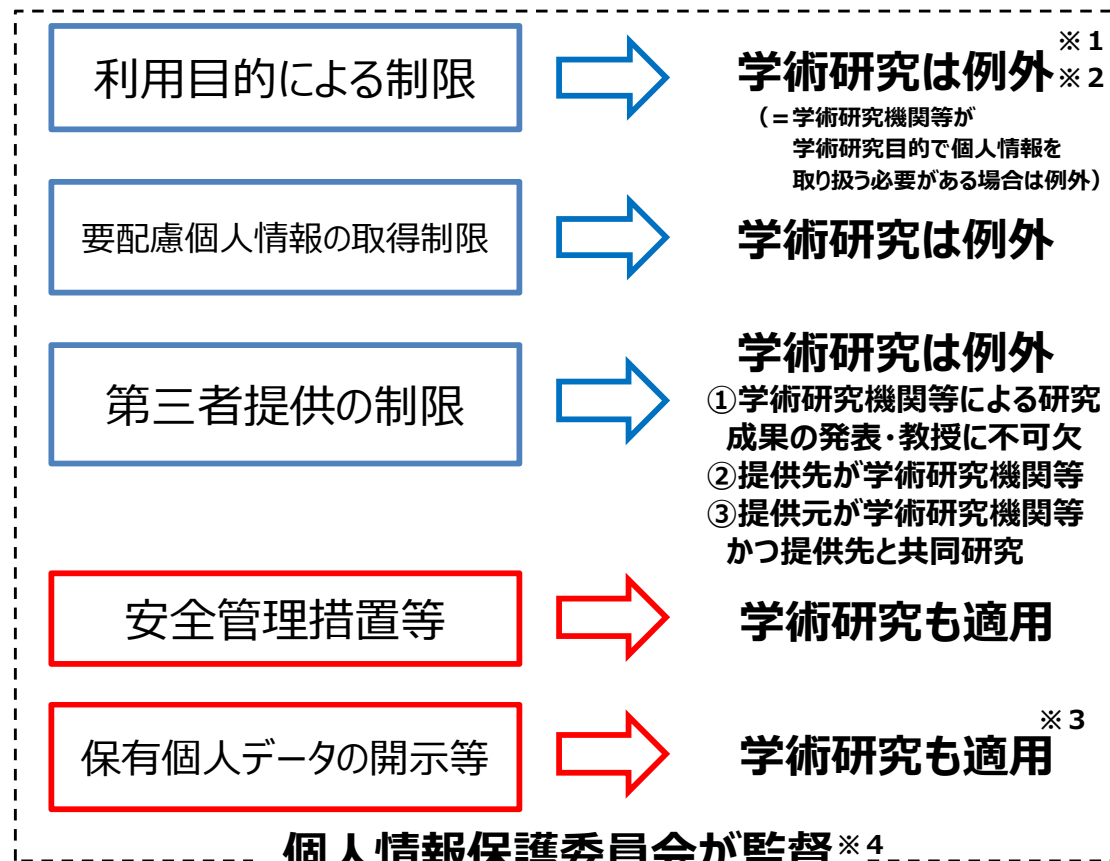 利用目的による制限
学術研究は例外※1
※2
（＝学術研究機関等が
学術研究目的で個人情報を
取り扱う必要がある場合は例外）
要配慮個人情報の取得制限
学術研究は例外
第三者提供の制限
学術研究は例外
①学術研究機関等による研究
成果の発表・教授に不可欠
②提供先が学術研究機関等
③提供元が学術研究機関等
かつ提供先と共同研究
安全管理措置等
学術研究も適用
保有個人データの開示等
学術研究も適用※3
個人情報保護委員会が監督※4